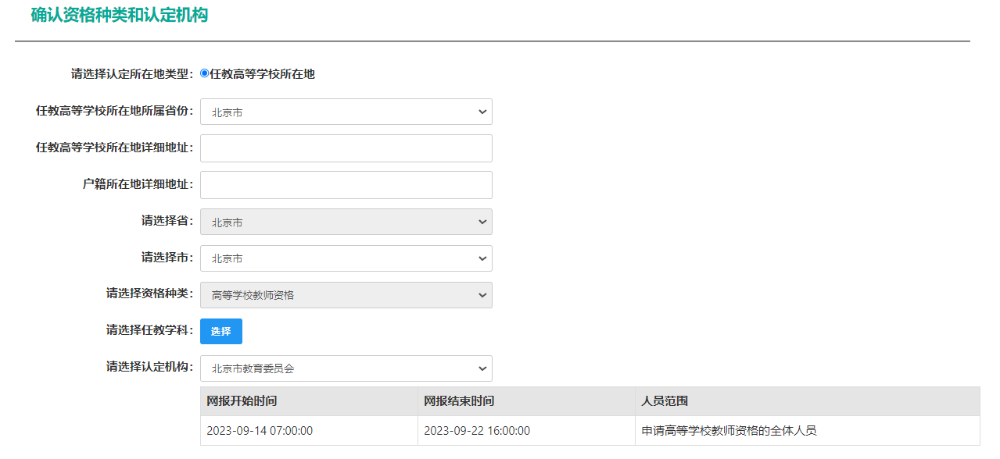 确认资格种类和认定机构
请选择认定所在地类型： 任教高等学校所在地
任教高等学校所在地所属省份： 北京市
任教高等学校所在地详细地址：
户籍所在地详细地址：
请选择省： 北京市
请选择市： 北京市
请选择资格种类： 高等学校教师资格
请选择任教学科： 选择
请选择认定机构： 北京市教育委员会
网报开始时间 网报结束时间 人员范围
2023-09-14 07:00:00 2023-09-22 16:00:00 申请高等学校教师资格的全体人员